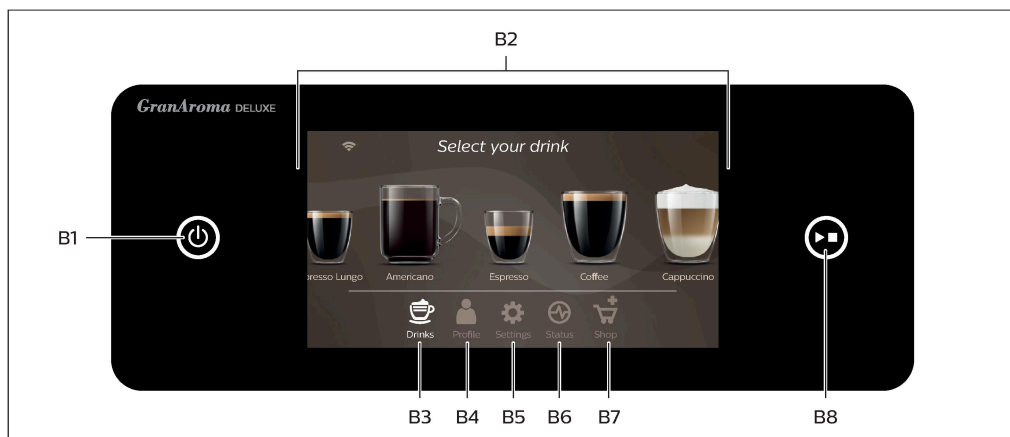 B2
GranAroma DELUXE
Select your drink
B1
presso Lungo Americano Espresso Coffee Cappuccino
Drinks Profile Settings Status Shop
B3 B4 B5 B6 B7 B8